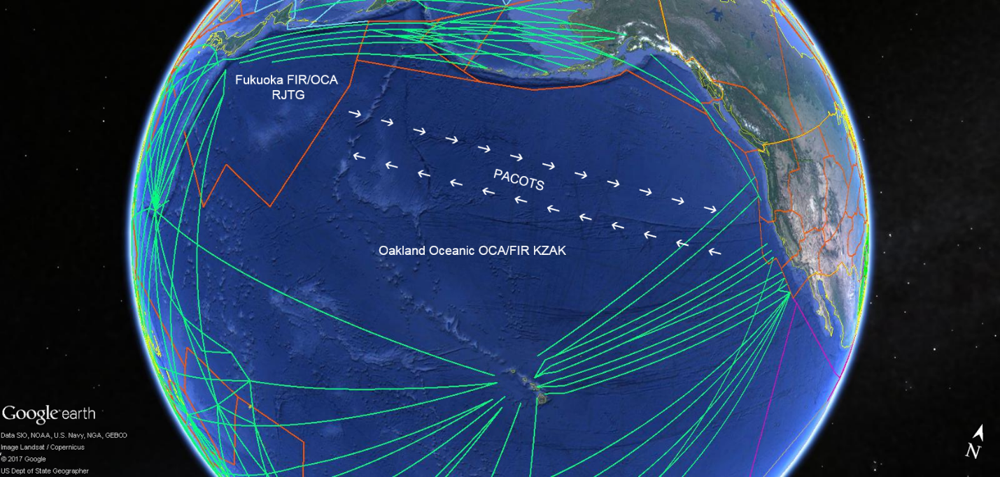 Fukuoka FIR/OCA
RJTG
PACOTS
Oakland Oceanic OCA/FIR KZAK
Google earth
Data SIO, NOAA, U.S. Navy, NGA, GEBCO
Image Landsat / Copernicus
© 2017 Google
US Dept of State Geographer
N